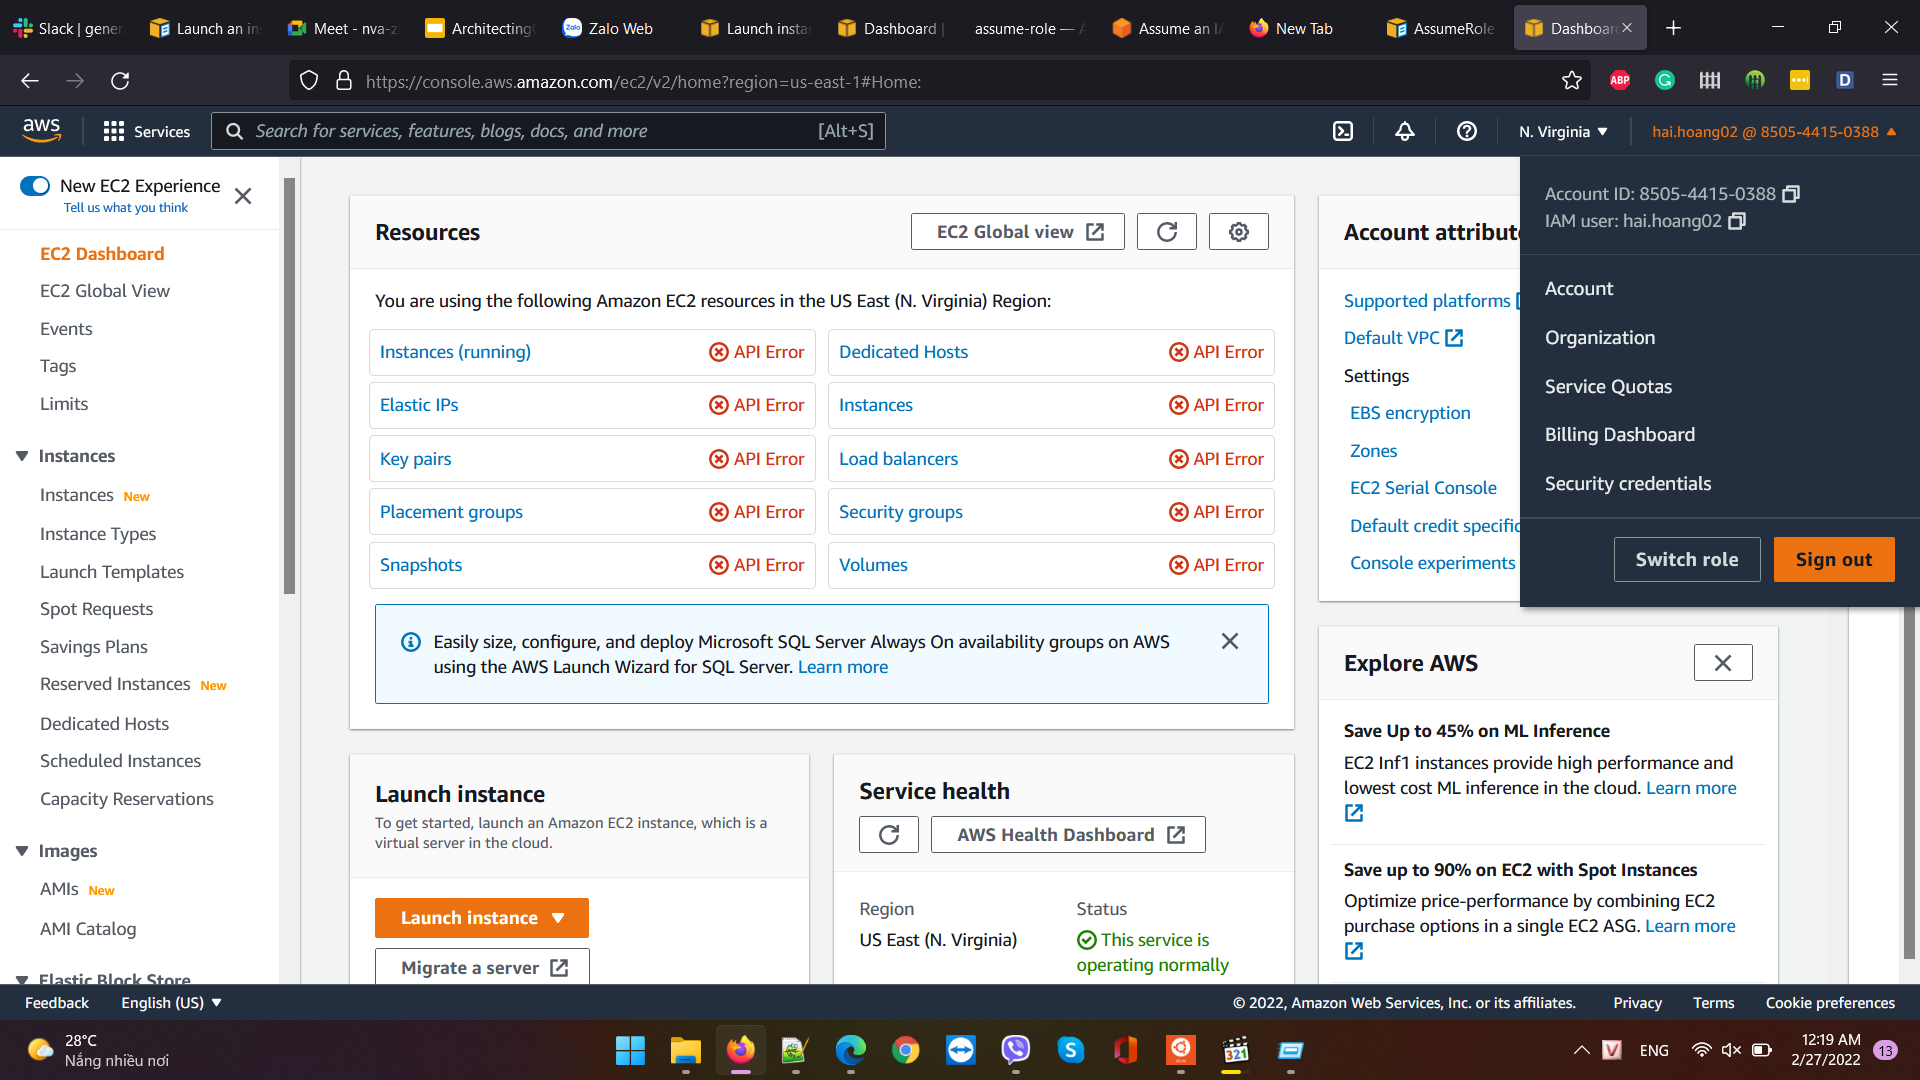 Slack | gener
Launch an in
Meet - nva-z
Architecting
Zalo Web
Launch insta
Dashboard |
assume-role — A
Assume an IA
New Tab
AssumeRole
Dashboar
https://console.aws.amazon.com/ec2/v2/home?region=us-east-1#Home:
ABP
D
aws
Services
Search for services, features, blogs, docs, and more
[Alt+S]
N. Virginia
hai.hoang02 @ 8505-4415-0388
New EC2 Experience
Tell us what you think
EC2 Dashboard
EC2 Global View
Events
Tags
Limits
Instances
Instances New
Instance Types
Launch Templates
Spot Requests
Savings Plans
Reserved Instances New
Dedicated Hosts
Scheduled Instances
Capacity Reservations
Images
AMIs New
AMI Catalog
Elastic Block Store
Resources
EC2 Global view
You are using the following Amazon EC2 resources in the US East (N. Virginia) Region:
Instances (running) API Error
Dedicated Hosts API Error
Elastic IPs API Error
Instances API Error
Key pairs API Error
Load balancers API Error
Placement groups API Error
Security groups API Error
Snapshots API Error
Volumes API Error
Easily size, configure, and deploy Microsoft SQL Server Always On availability groups on AWS
using the AWS Launch Wizard for SQL Server. Learn more
Launch instance
To get started, launch an Amazon EC2 instance, which is a
virtual server in the cloud.
Launch instance
Migrate a server
Service health
AWS Health Dashboard
Region
US East (N. Virginia)
Status
This service is
operating normally
Account attribut
Supported platforms
Default VPC
Settings
EBS encryption
Zones
EC2 Serial Console
Default credit specific
Console experiments
Account ID: 8505-4415-0388
IAM user: hai.hoang02
Account
Organization
Service Quotas
Billing Dashboard
Security credentials
Switch role
Sign out
Explore AWS
Save Up to 45% on ML Inference
EC2 Inf1 instances provide high performance and
lowest cost ML inference in the cloud. Learn more
Save up to 90% on EC2 with Spot Instances
Optimize price-performance by combining EC2
purchase options in a single EC2 ASG. Learn more
Feedback
English (US)
© 2022, Amazon Web Services, Inc. or its affiliates.
Privacy
Terms
Cookie preferences
28°C
Nắng nhiều nơi
321
V
ENG
12:19 AM
2/27/2022
13